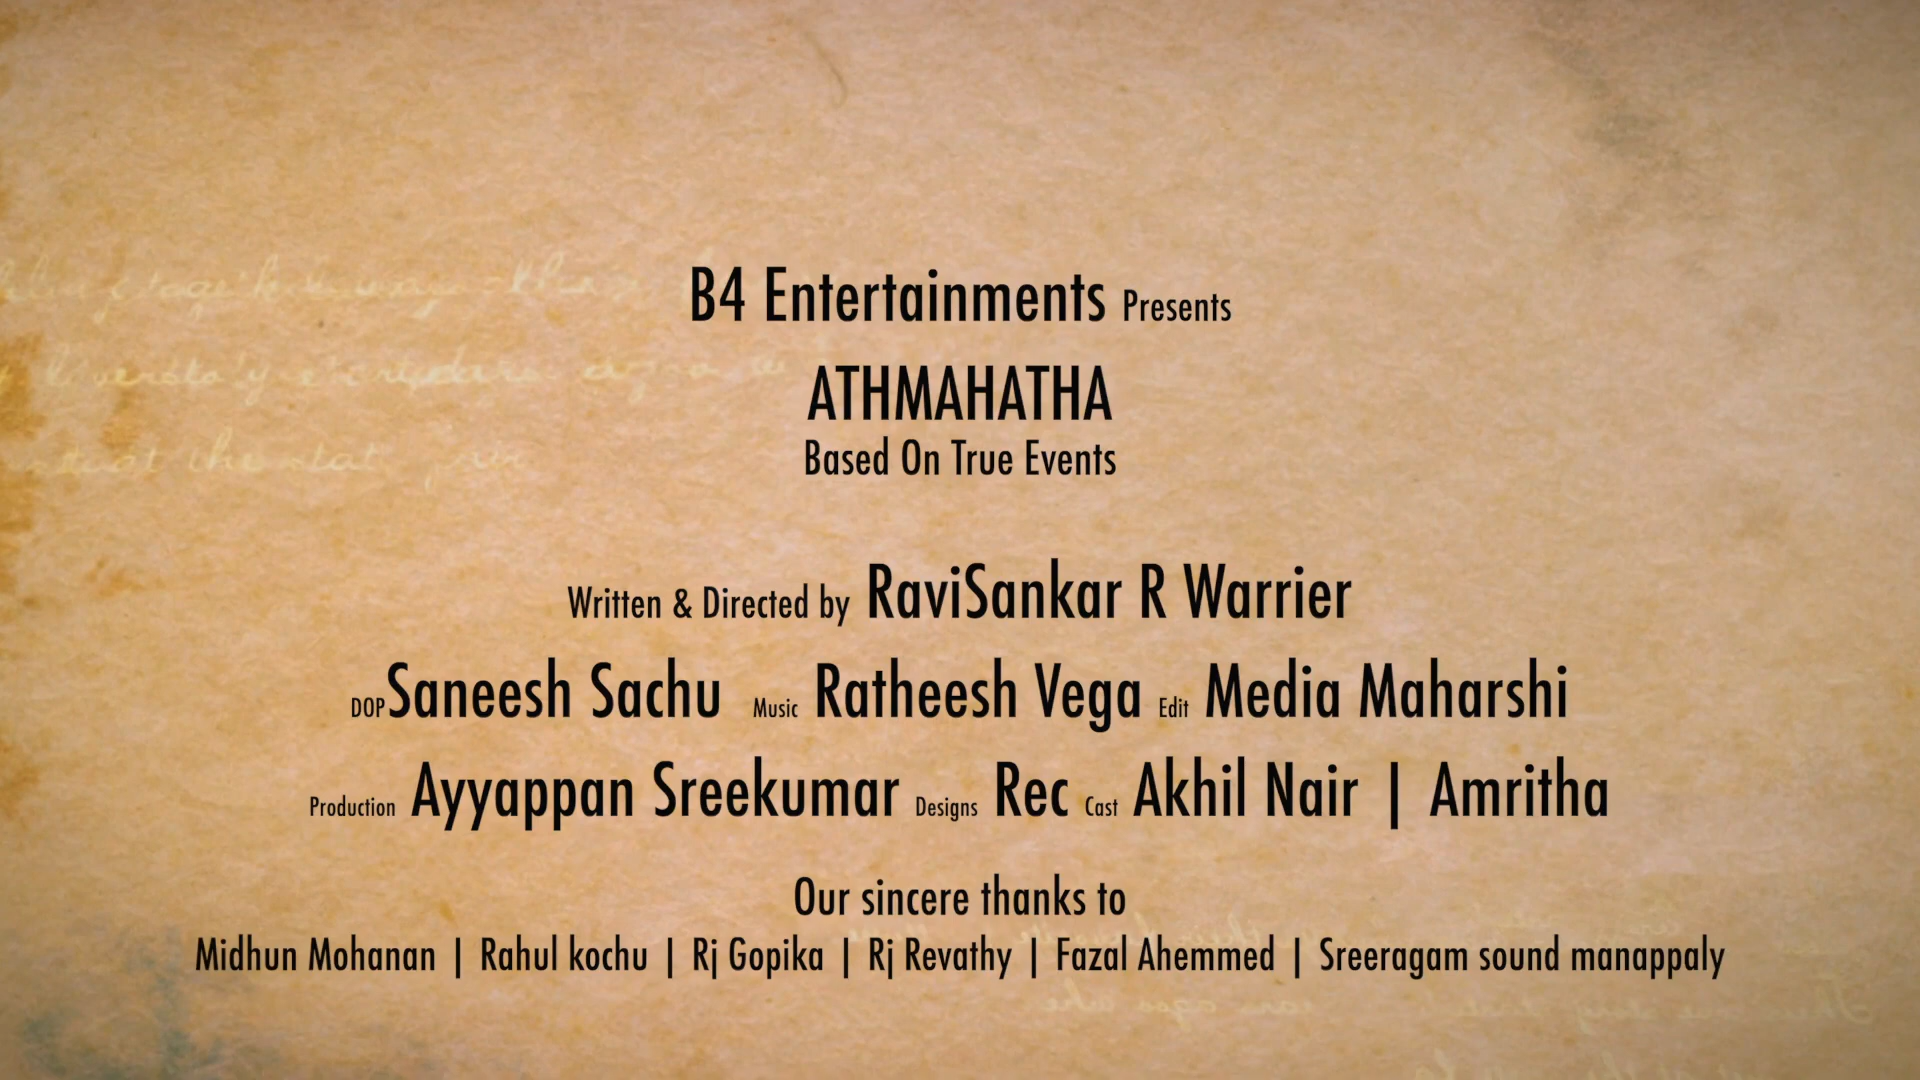 B4 Entertainments Presents
ATHMAHATHA
Based On True Events
Written & Directed by RaviSankar R Warrier
DOP Saneesh Sachu Music Ratheesh Vega Edit Media Maharshi
Production Ayyappan Sreekumar Designs Rec Cast Akhil Nair | Amritha
Our sincere thanks to
Midhun Mohanan | Rahul kochu | Rj Gopika | Rj Revathy | Fazal Ahemmed | Sreeragam sound manappaly